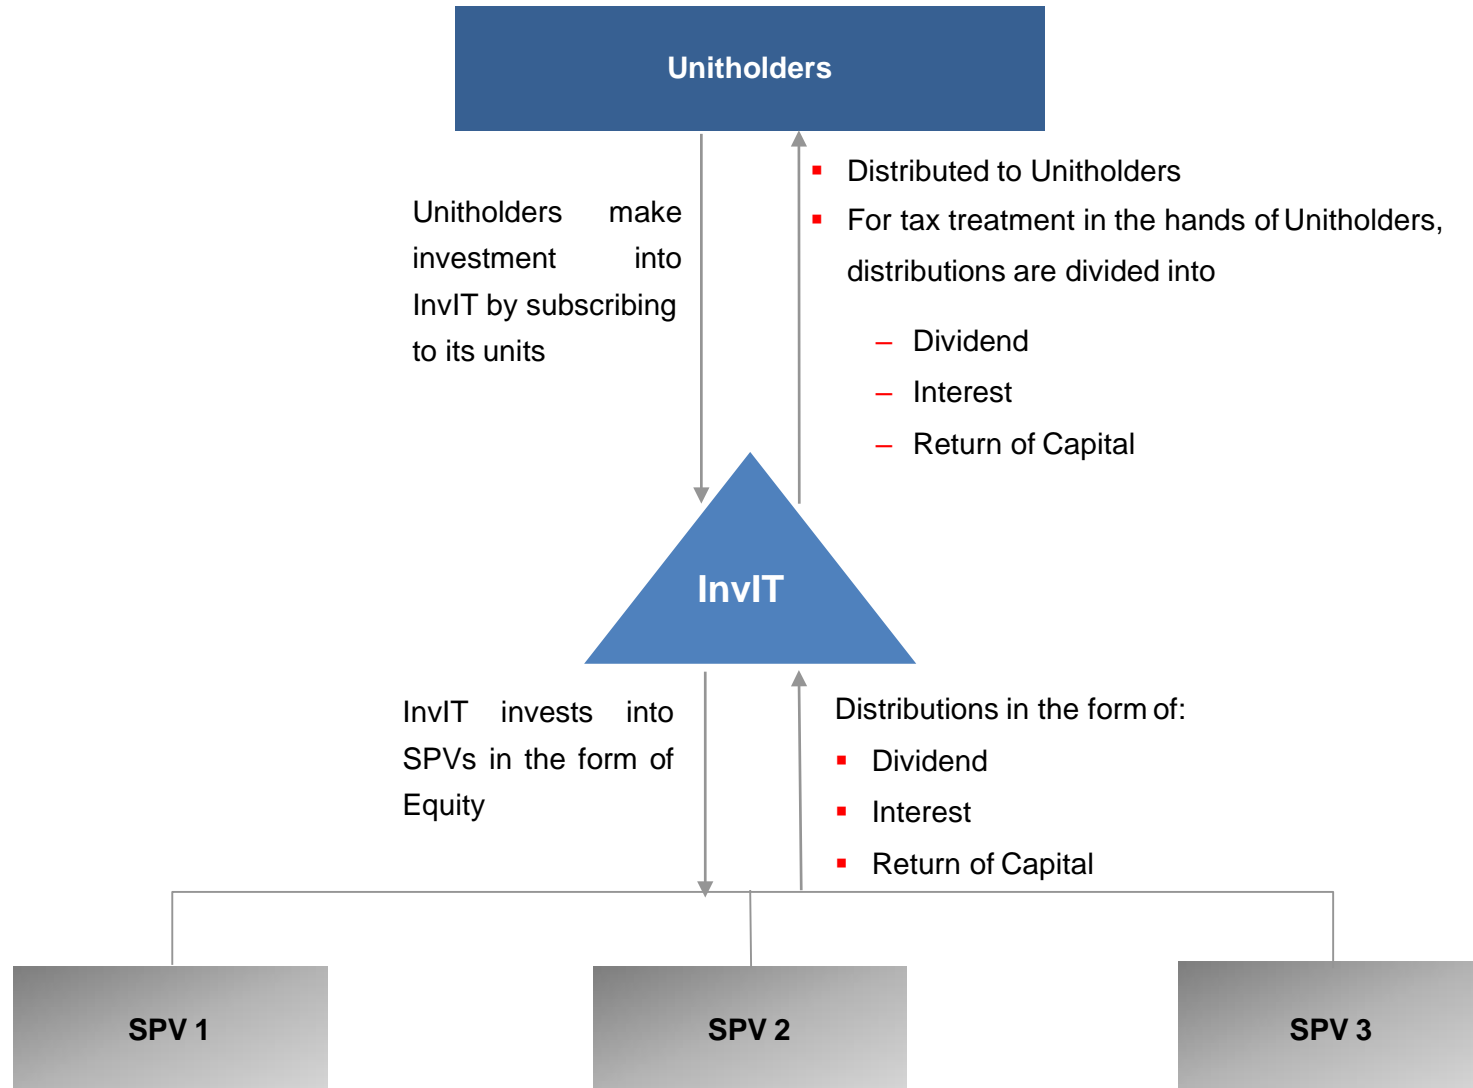 Unitholders
Unitholders make
investment into
InvIT by subscribing
to its units
▪ Distributed to Unitholders
▪ For tax treatment in the hands of Unitholders,
distributions are divided into
– Dividend
– Interest
– Return of Capital
InvIT
InvIT invests into
SPVs in the form of
Equity
Distributions in the form of:
▪ Dividend
▪ Interest
▪ Return of Capital
SPV 1
SPV 2
SPV 3